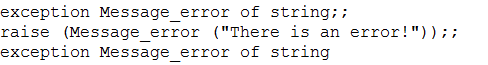 exception Message_error of string;;
raise (Message_error ("There is an error!"));;
exception Message_error of string